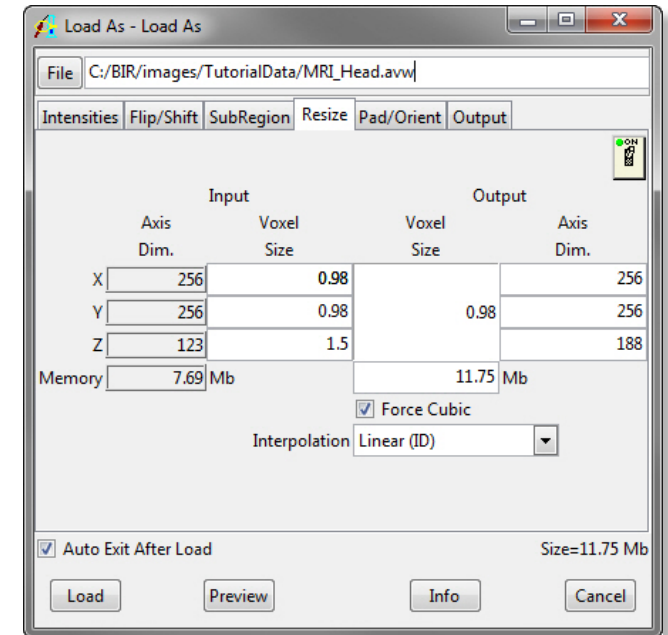 Load As - Load As
File C:/BIR/images/TutorialData/MRI_Head.avw
Intensities Flip/Shift SubRegion Resize Pad/Orient Output
ON
Input Output
Axis Voxel Voxel Axis
Dim. Size Size Dim.
X 256 0.98 256
Y 256 0.98 0.98 256
Z 123 1.5 188
Memory 7.69 Mb 11.75 Mb
Force Cubic
Interpolation Linear (ID)
Auto Exit After Load Size=11.75 Mb
Load Preview Info Cancel